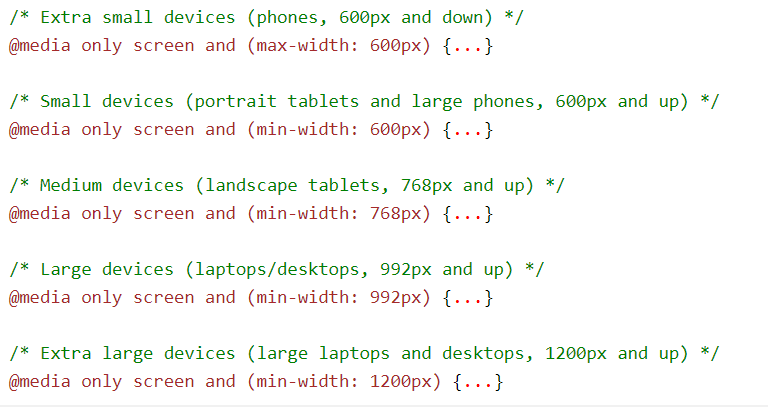 /* Extra small devices (phones, 600px and down) */
@media only screen and (max-width: 600px) {...}
/* Small devices (portrait tablets and large phones, 600px and up) */
@media only screen and (min-width: 600px) {...}
/* Medium devices (landscape tablets, 768px and up) */
@media only screen and (min-width: 768px) {...}
/* Large devices (laptops/desktops, 992px and up) */
@media only screen and (min-width: 992px) {...}
/* Extra large devices (large laptops and desktops, 1200px and up) */
@media only screen and (min-width: 1200px) {...}